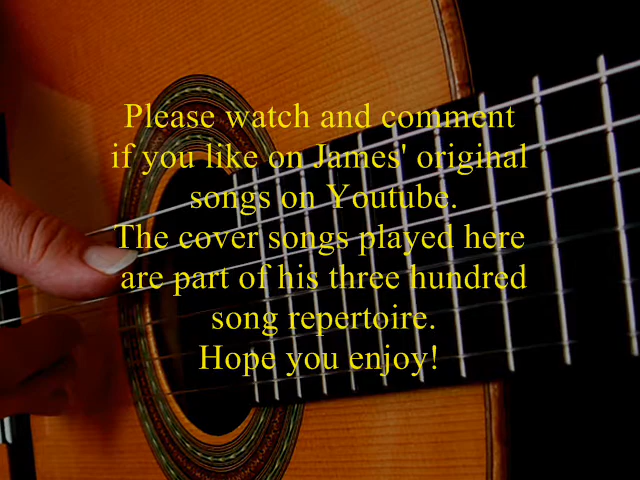 Please watch and comment
if you like on James' original
songs on Youtube.
The cover songs played here
are part of his three hundred
song repertoire.
Hope you enjoy!